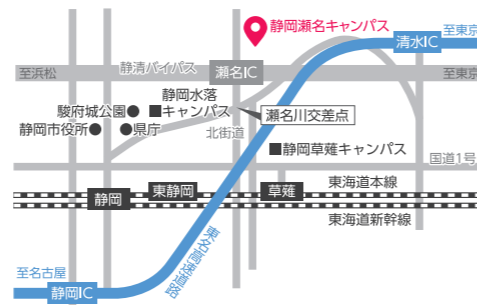 静岡瀬名キャンパス
至東京
清水IC
静清バイパス
瀬名IC
至浜松
至東京
静岡水落
キャンパス
駿府城公園
静岡市役所
県庁
北街道
瀬名川交差点
静岡草薙キャンパス
国道1号
東海道本線
静岡
東静岡
草薙
東海道新幹線
東名高速道路
至名古屋
静岡IC